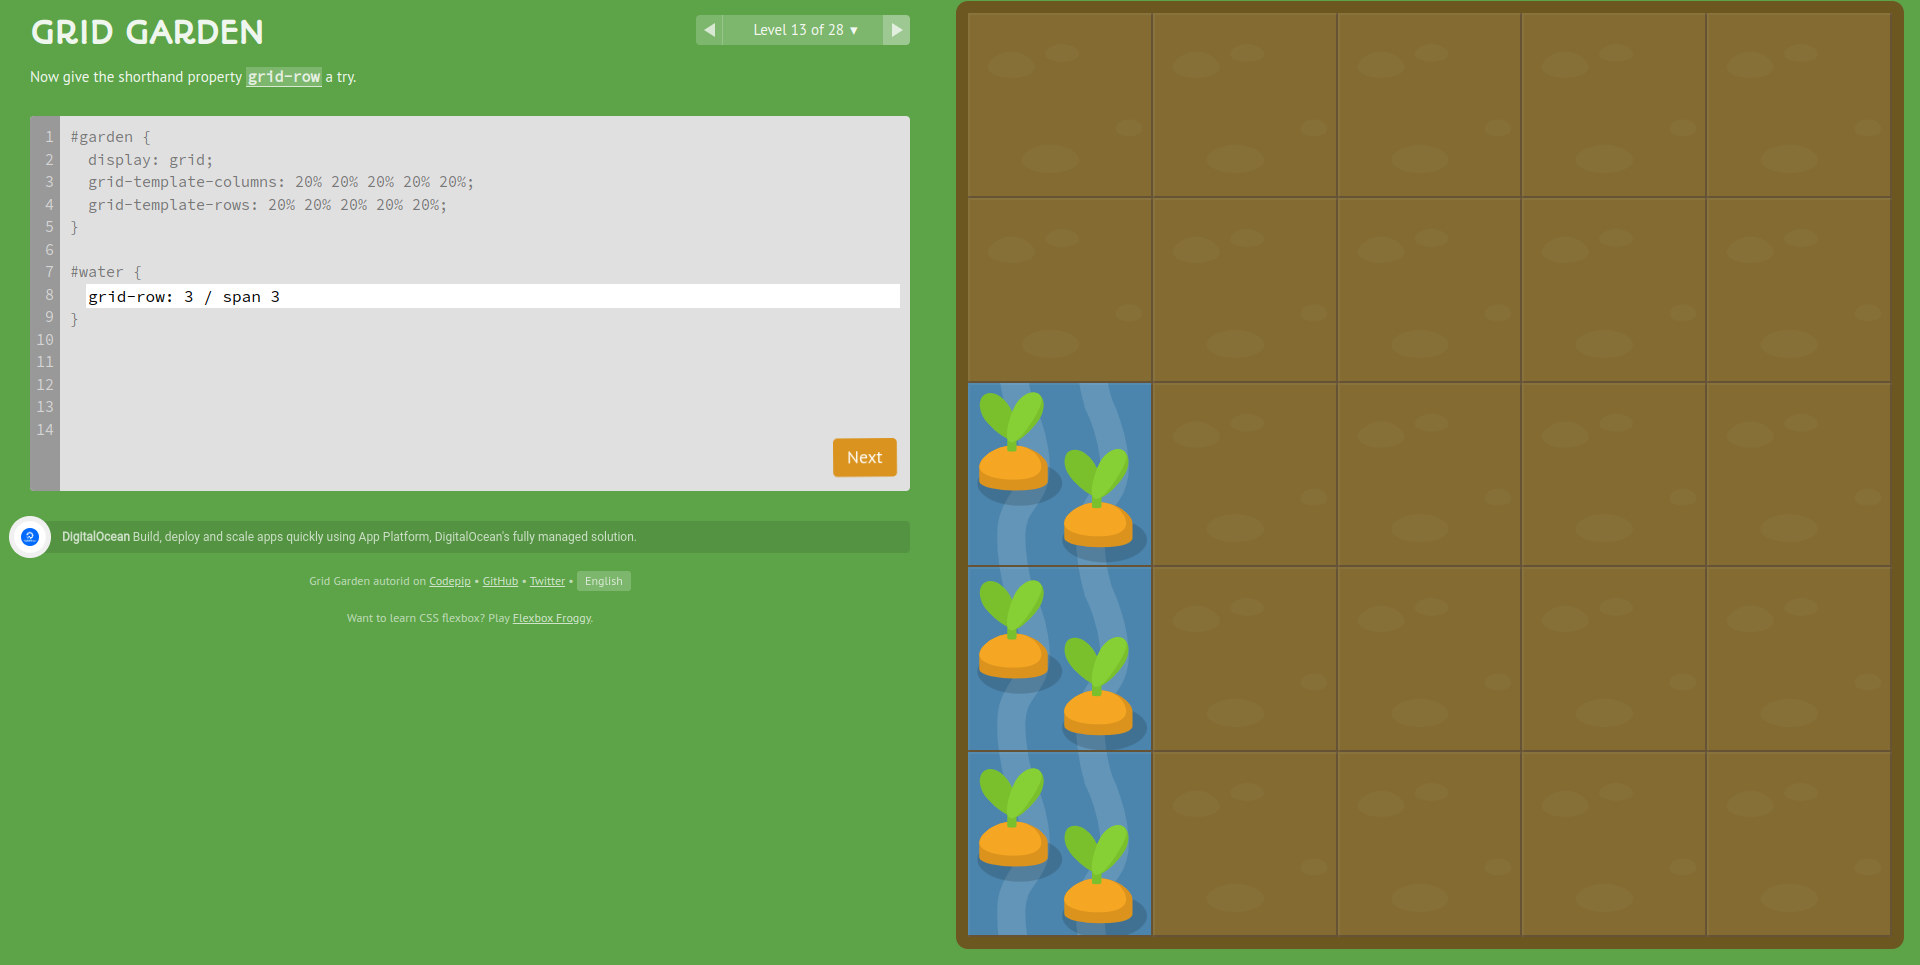 GRID GARDEN
◀ Level 13 of 28 ▼ ▶
Now give the shorthand property grid-row a try.
1 #garden {
2 display: grid;
3 grid-template-columns: 20% 20% 20% 20% 20%;
4 grid-template-rows: 20% 20% 20% 20% 20%;
5 }
6
7 #water {
8 grid-row: 3 / span 3
9 }
10
11
12
13
14
Next
DigitalOcean Build, deploy and scale apps quickly using App Platform, DigitalOcean's fully managed solution.
Grid Garden autorid on Codepip • GitHub • Twitter • English
Want to learn CSS flexbox? Play Flexbox Froggy.